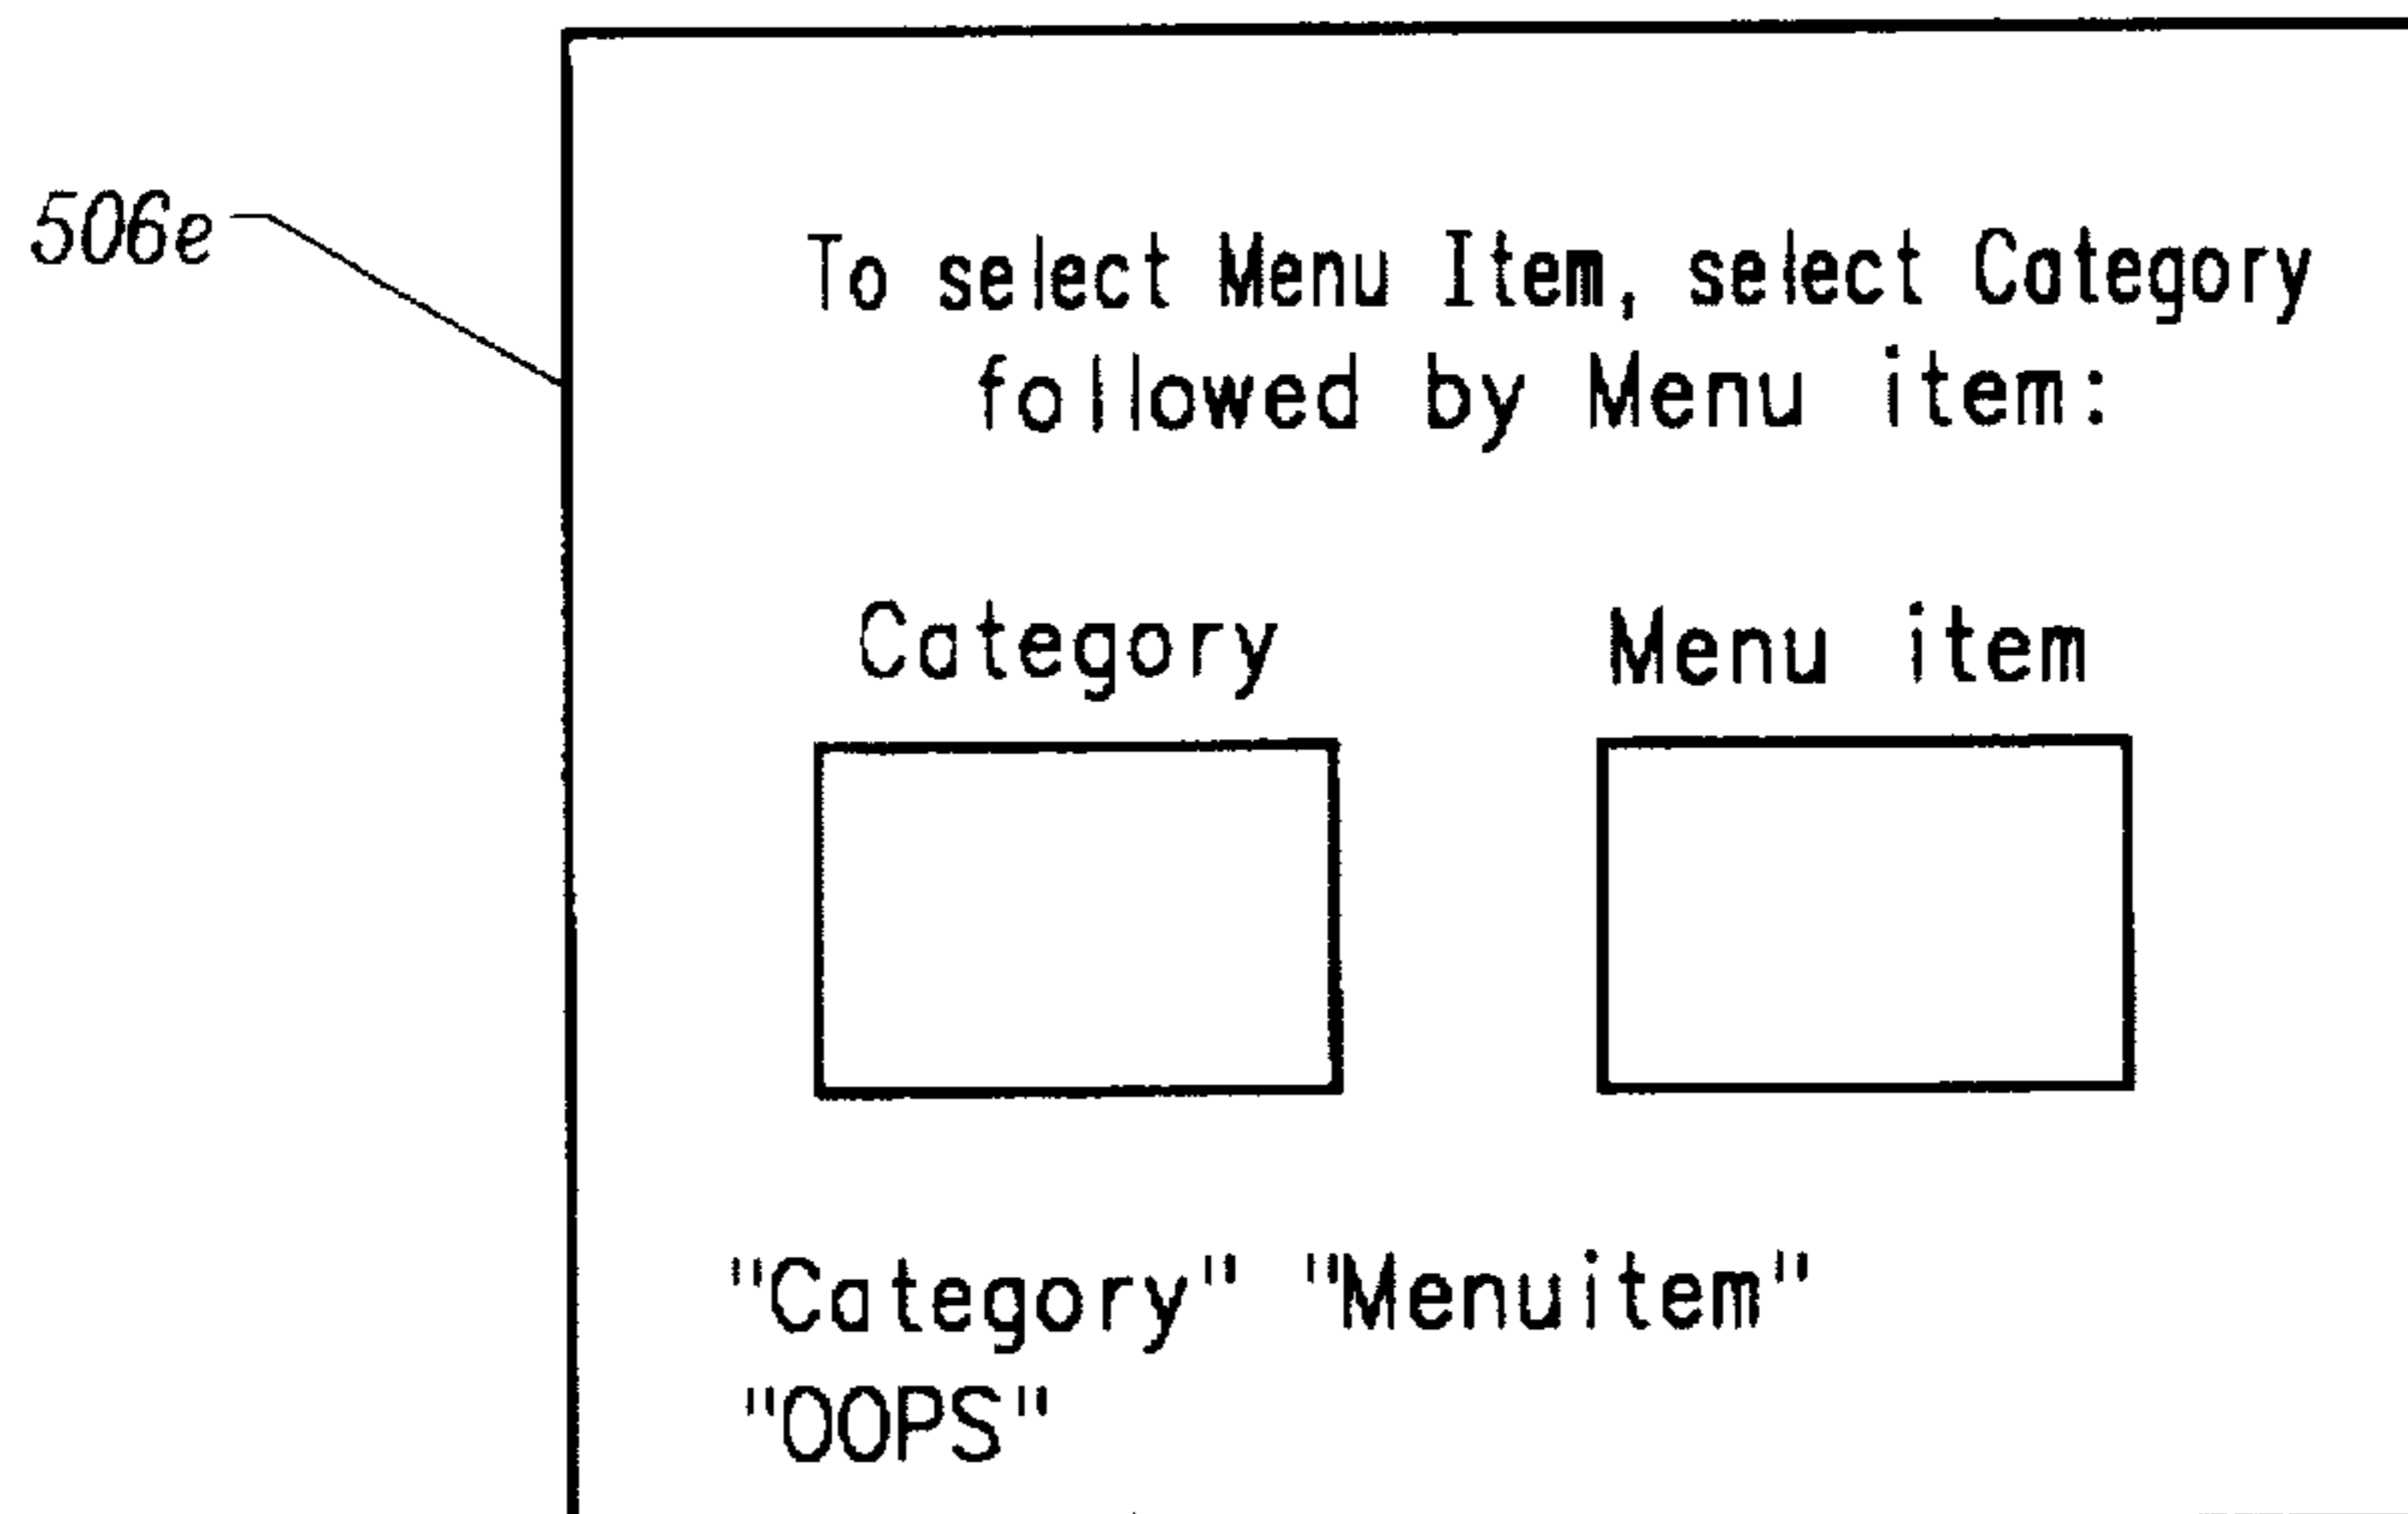 506e
To select Menu Item, select Category
followed by Menu item:
Category Menu item
"Category" "Menuitem"
"OOPS"